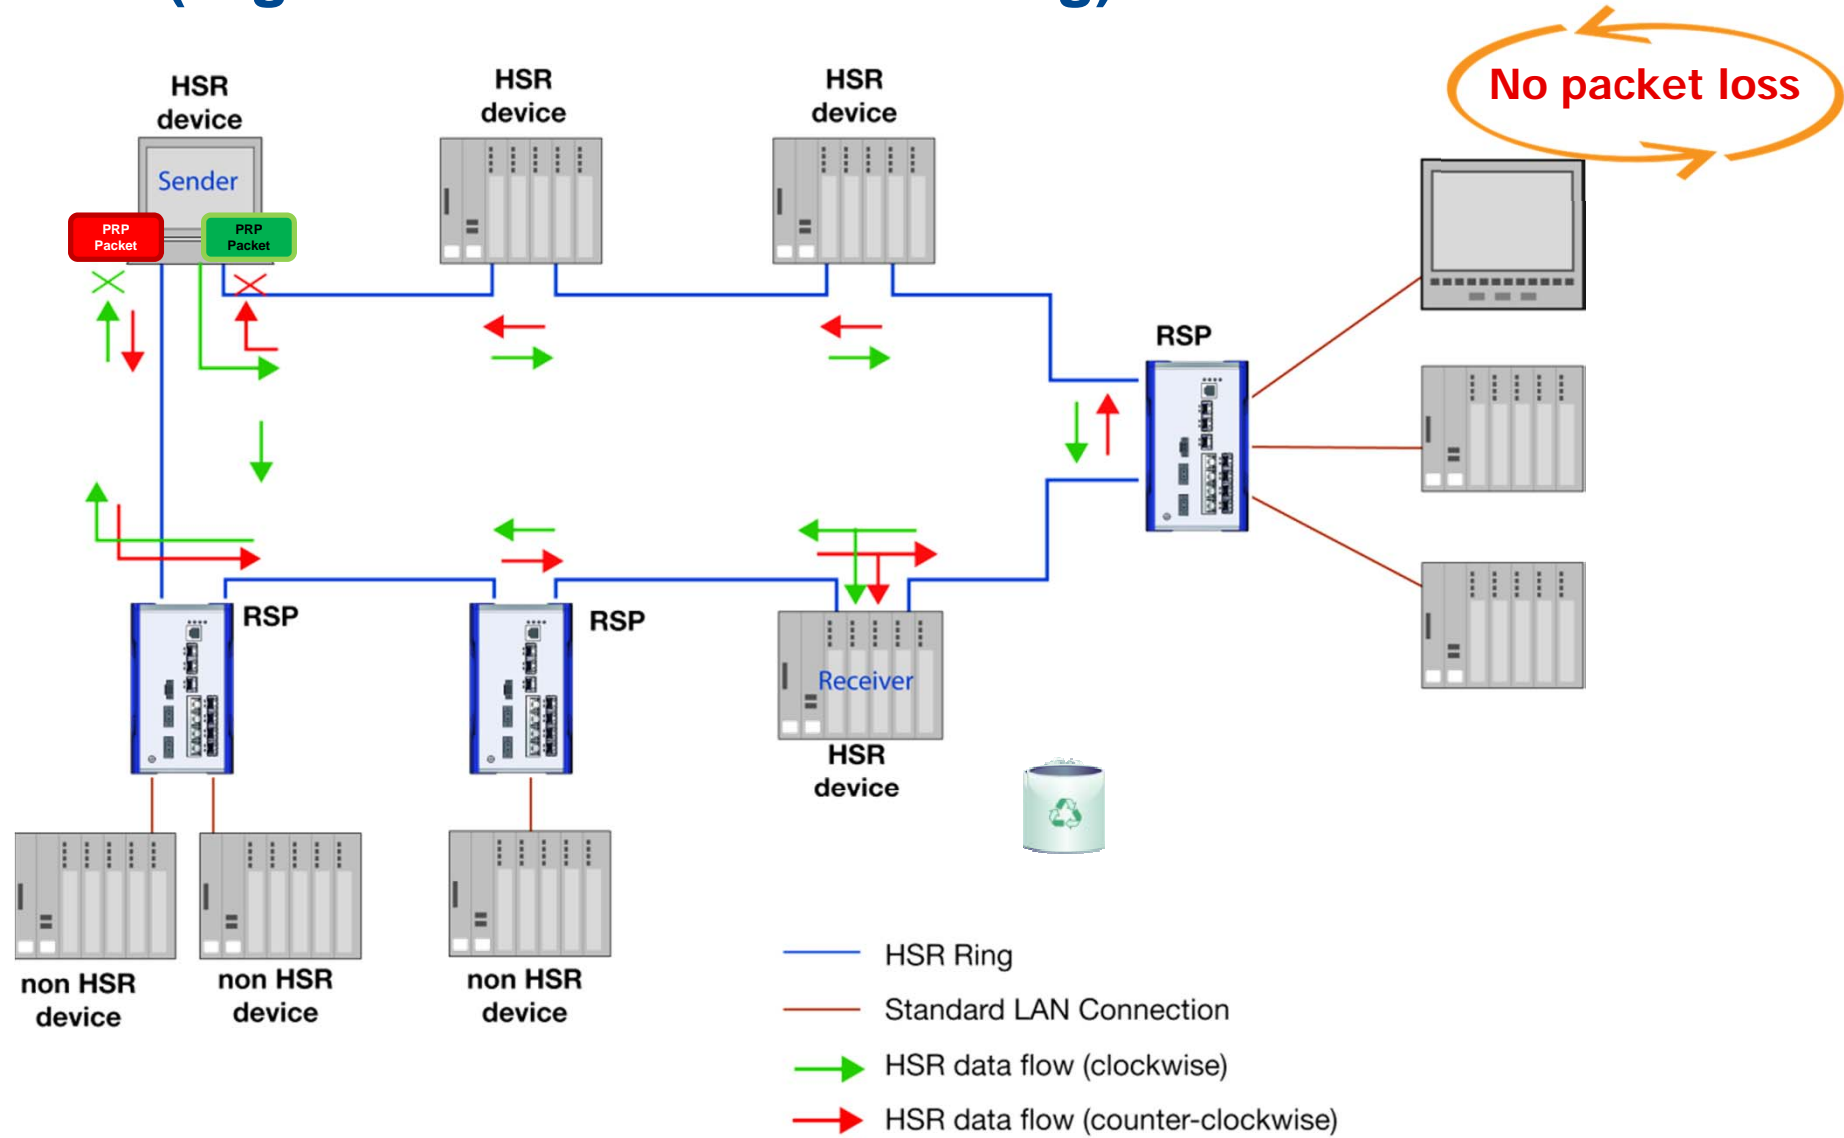 No packet loss
HSR
device
HSR
device
HSR
device
Sender
PRP
Packet
PRP
Packet
RSP
RSP
RSP
Receiver
HSR
device
non HSR
device
non HSR
device
non HSR
device
HSR Ring
Standard LAN Connection
HSR data flow (clockwise)
HSR data flow (counter-clockwise)